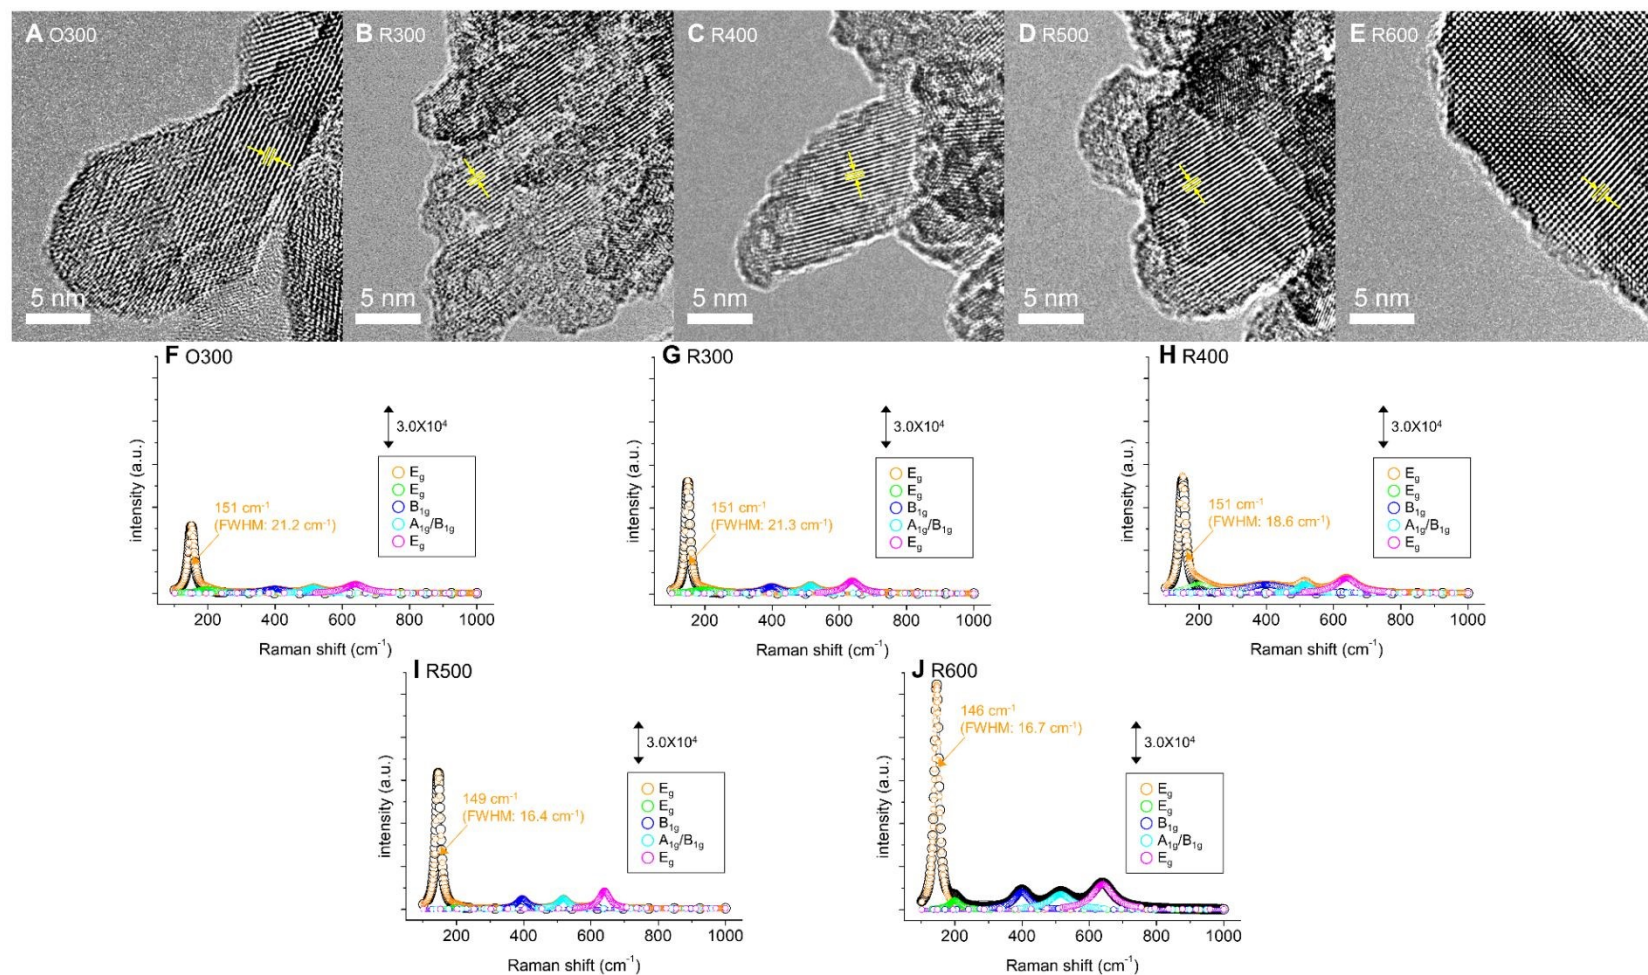 A O300
B R300
C R400
D R500
E R600
5 nm
5 nm
5 nm
5 nm
5 nm
F O300
intensity (a.u.)
3.0X10⁴
E_g
E_g
B_1g
A_1g/B_1g
E_g
151 cm⁻¹
(FWHM: 21.2 cm⁻¹)
200 400 600 800 1000
Raman shift (cm⁻¹)
G R300
intensity (a.u.)
3.0X10⁴
E_g
E_g
B_1g
A_1g/B_1g
E_g
151 cm⁻¹
(FWHM: 21.3 cm⁻¹)
200 400 600 800 1000
Raman shift (cm⁻¹)
H R400
intensity (a.u.)
3.0X10⁴
E_g
E_g
B_1g
A_1g/B_1g
E_g
151 cm⁻¹
(FWHM: 18.6 cm⁻¹)
200 400 600 800 1000
Raman shift (cm⁻¹)
I R500
intensity (a.u.)
3.0X10⁴
E_g
E_g
B_1g
A_1g/B_1g
E_g
149 cm⁻¹
(FWHM: 16.4 cm⁻¹)
200 400 600 800 1000
Raman shift (cm⁻¹)
J R600
intensity (a.u.)
146 cm⁻¹
(FWHM: 16.7 cm⁻¹)
3.0X10⁴
E_g
E_g
B_1g
A_1g/B_1g
E_g
200 400 600 800 1000
Raman shift (cm⁻¹)